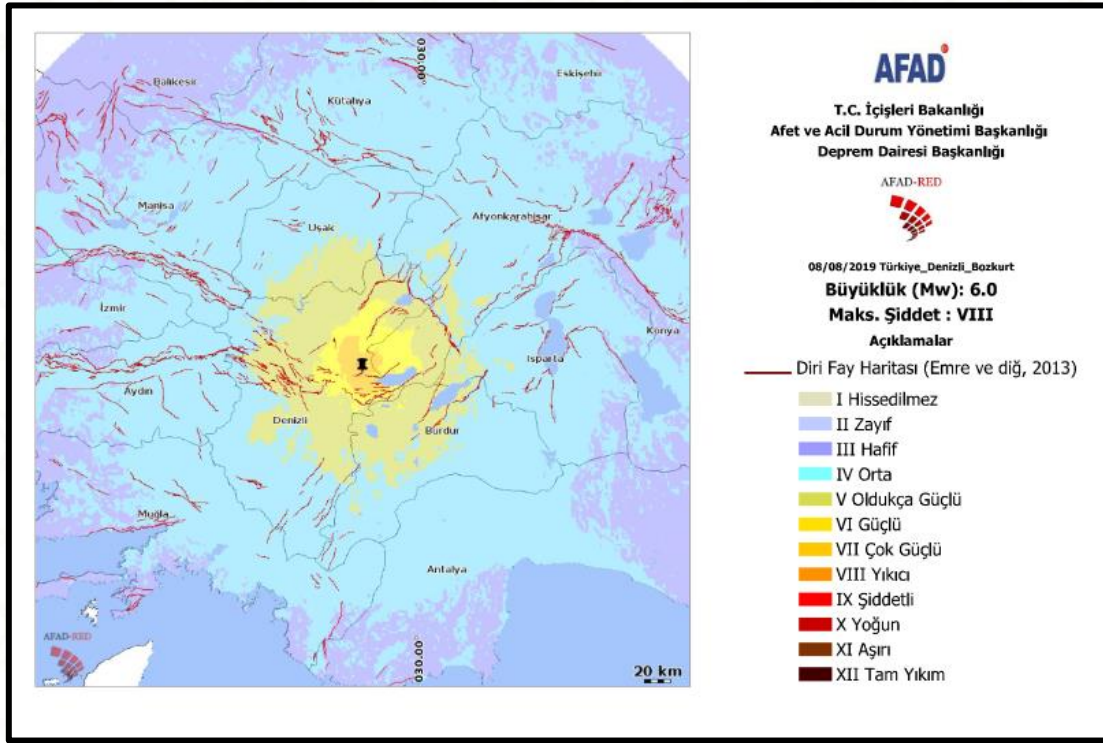 030.00°
Balıkesir
Eskişehir
Kütahya
Manisa
Uşak
Afyonkarahisar
İzmir
Konya
Isparta
Aydın
Denizli
Burdur
Muğla
Antalya
030.00°
AFAD-RED
20 km
AFAD
T.C. İçişleri Bakanlığı
Afet ve Acil Durum Yönetimi Başkanlığı
Deprem Dairesi Başkanlığı
AFAD-RED
08/08/2019 Türkiye_Denizli_Bozkurt
Büyüklük (Mw): 6.0
Maks. Şiddet : VIII
Açıklamalar
Diri Fay Haritası (Emre ve diğ, 2013)
I Hissedilmez
II Zayıf
III Hafif
IV Orta
V Oldukça Güçlü
VI Güçlü
VII Çok Güçlü
VIII Yıkıcı
IX Şiddetli
X Yoğun
XI Aşırı
XII Tam Yıkım